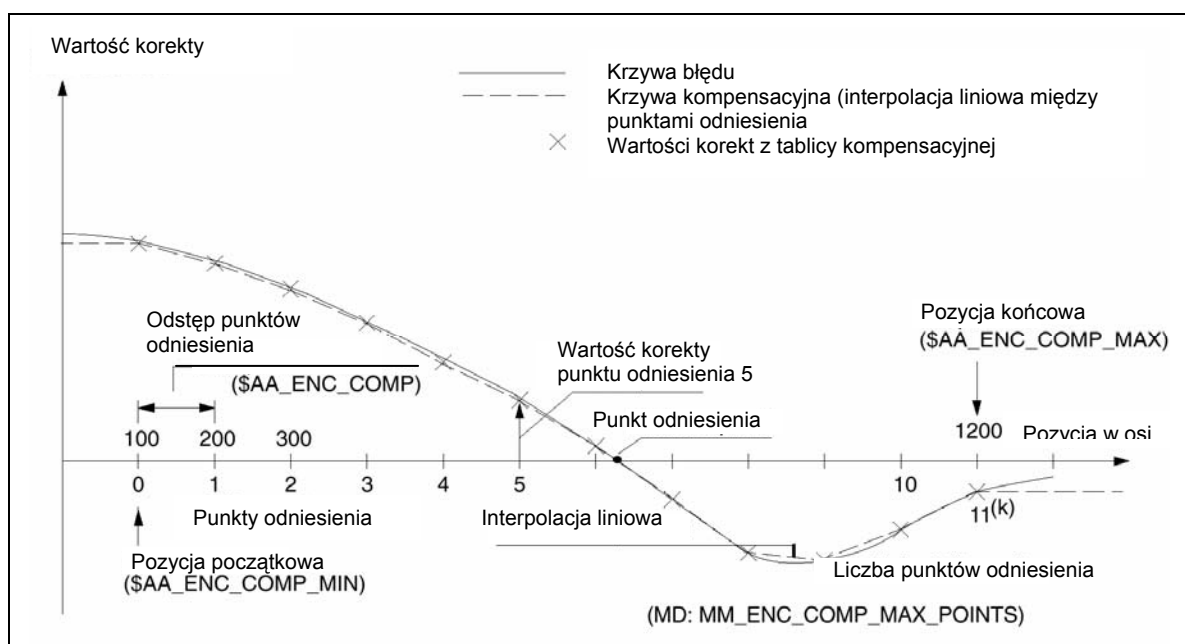 Wartość korekty
Krzywa błędu
Krzywa kompensacyjna (interpolacja liniowa między
punktami odniesienia
Wartości korekt z tablicy kompensacyjnej
Odstęp punktów
odniesienia
($AA_ENC_COMP)
Wartość korekty
punktu odniesienia 5
Punkt odniesienia
Pozycja końcowa
($AA_ENC_COMP_MAX)
100 200 300 1200 Pozycja w osi
0 1 2 3 4 5 10 11(k)
Punkty odniesienia
Interpolacja liniowa
Pozycja początkowa
($AA_ENC_COMP_MIN)
Liczba punktów odniesienia
(MD: MM_ENC_COMP_MAX_POINTS)